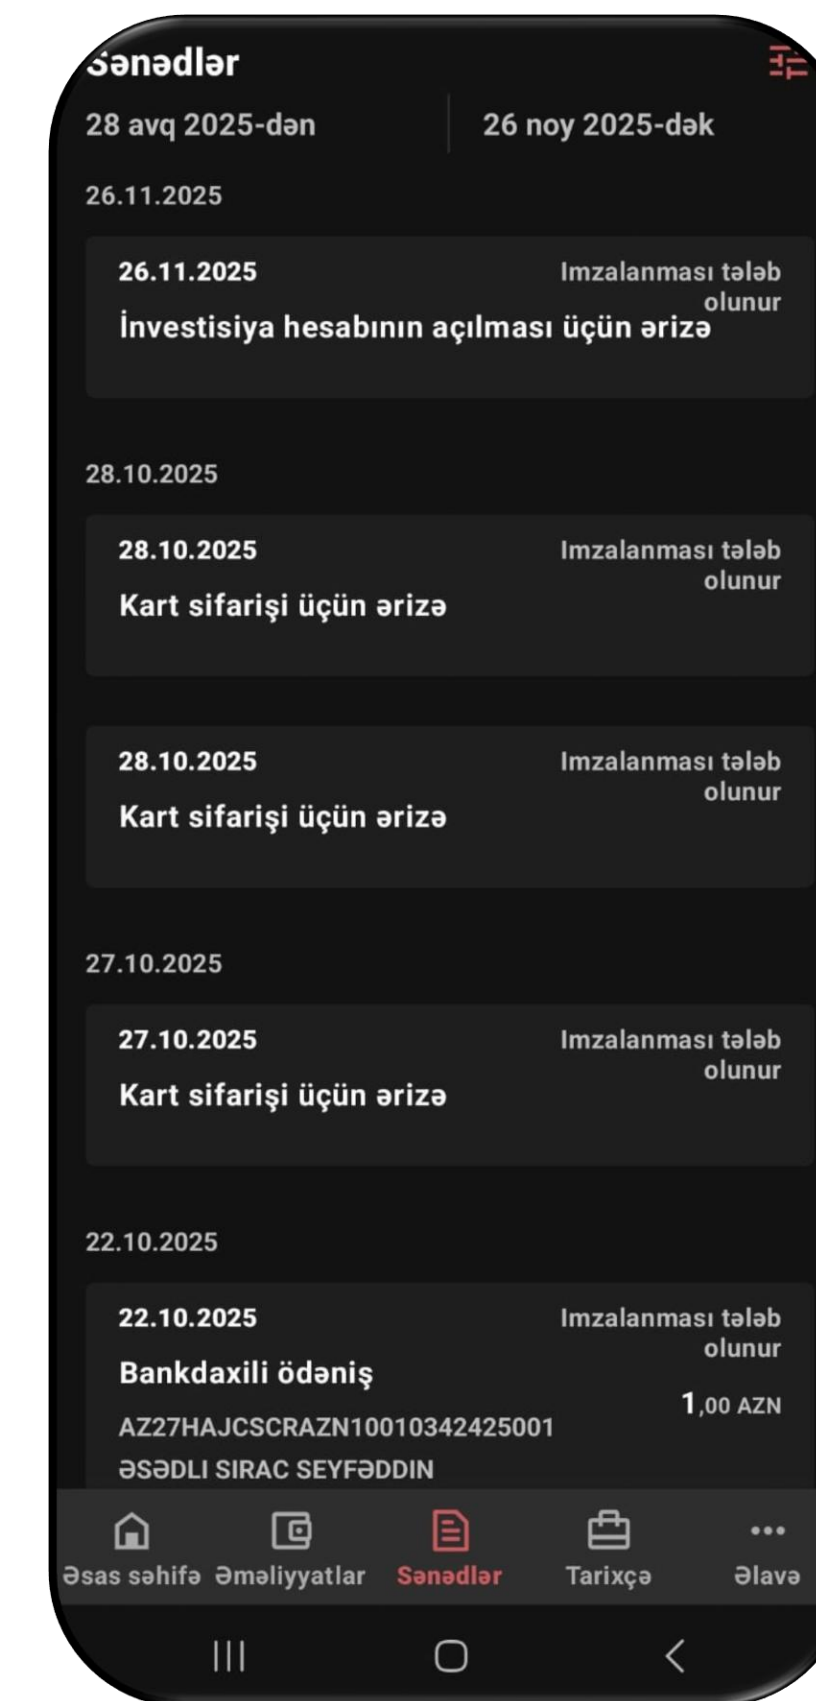 Sənədlər
28 avq 2025-dən
26 noy 2025-dək
26.11.2025
26.11.2025
Imzalanması tələb
olunur
İnvestisiya hesabının açılması üçün ərizə
28.10.2025
28.10.2025
Imzalanması tələb
olunur
Kart sifarişi üçün ərizə
28.10.2025
Imzalanması tələb
olunur
Kart sifarişi üçün ərizə
27.10.2025
27.10.2025
Imzalanması tələb
olunur
Kart sifarişi üçün ərizə
22.10.2025
22.10.2025
Imzalanması tələb
olunur
Bankdaxili ödəniş
1,00 AZN
AZ27HAJCSCRAZN10010342425001
ƏSƏDLI SIRAC SEYFƏDDIN
Əsas səhifə Əməliyyatlar Sənədlər Tarixçə Əlavə